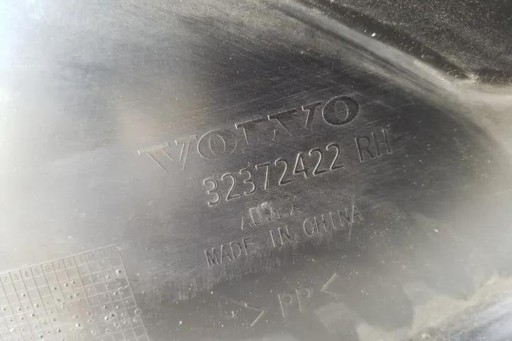 VOLVO
32372422 RH
MADE IN CHINA
>PP<